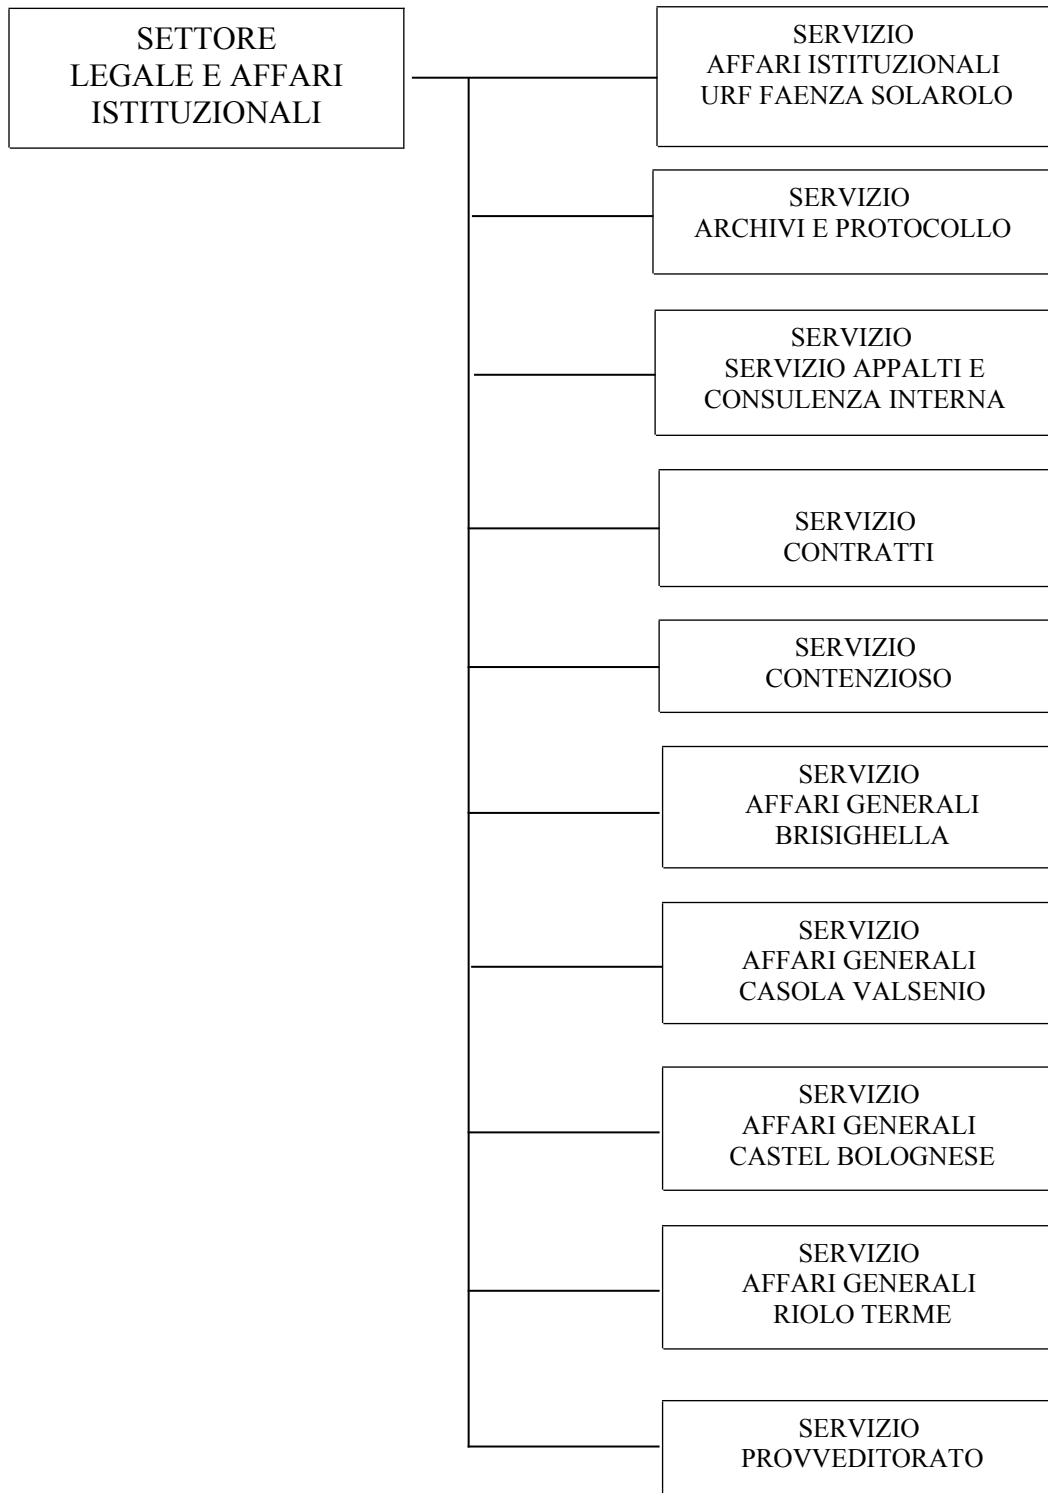 SETTORE
LEGALE E AFFARI
ISTITUZIONALI
SERVIZIO
AFFARI ISTITUZIONALI
URF FAENZA SOLAROLO
SERVIZIO
ARCHIVI E PROTOCOLLO
SERVIZIO
SERVIZIO APPALTI E
CONSULENZA INTERNA
SERVIZIO
CONTRATTI
SERVIZIO
CONTENZIOSO
SERVIZIO
AFFARI GENERALI
BRISIGHELLA
SERVIZIO
AFFARI GENERALI
CASOLA VALSENIO
SERVIZIO
AFFARI GENERALI
CASTEL BOLOGNESE
SERVIZIO
AFFARI GENERALI
RIOLO TERME
SERVIZIO
PROVVEDITORATO